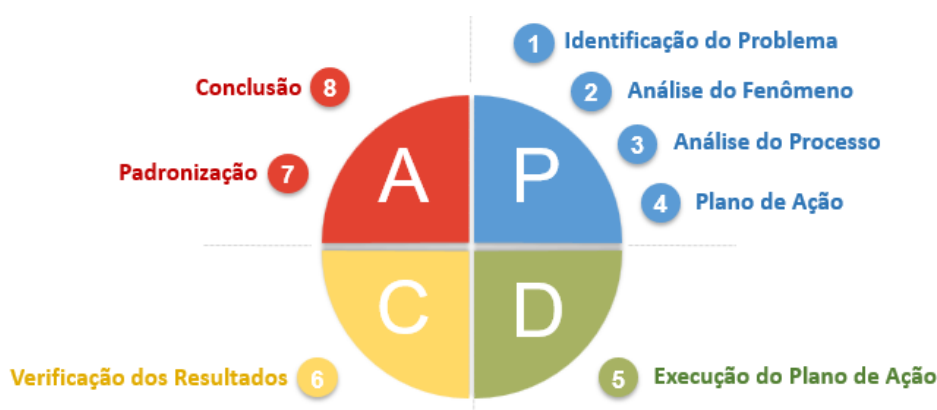 1 Identificação do Problema
2 Análise do Fenômeno
3 Análise do Processo
4 Plano de Ação
Conclusão 8
Padronização 7
A P
C D
Verificação dos Resultados 6
5 Execução do Plano de Ação